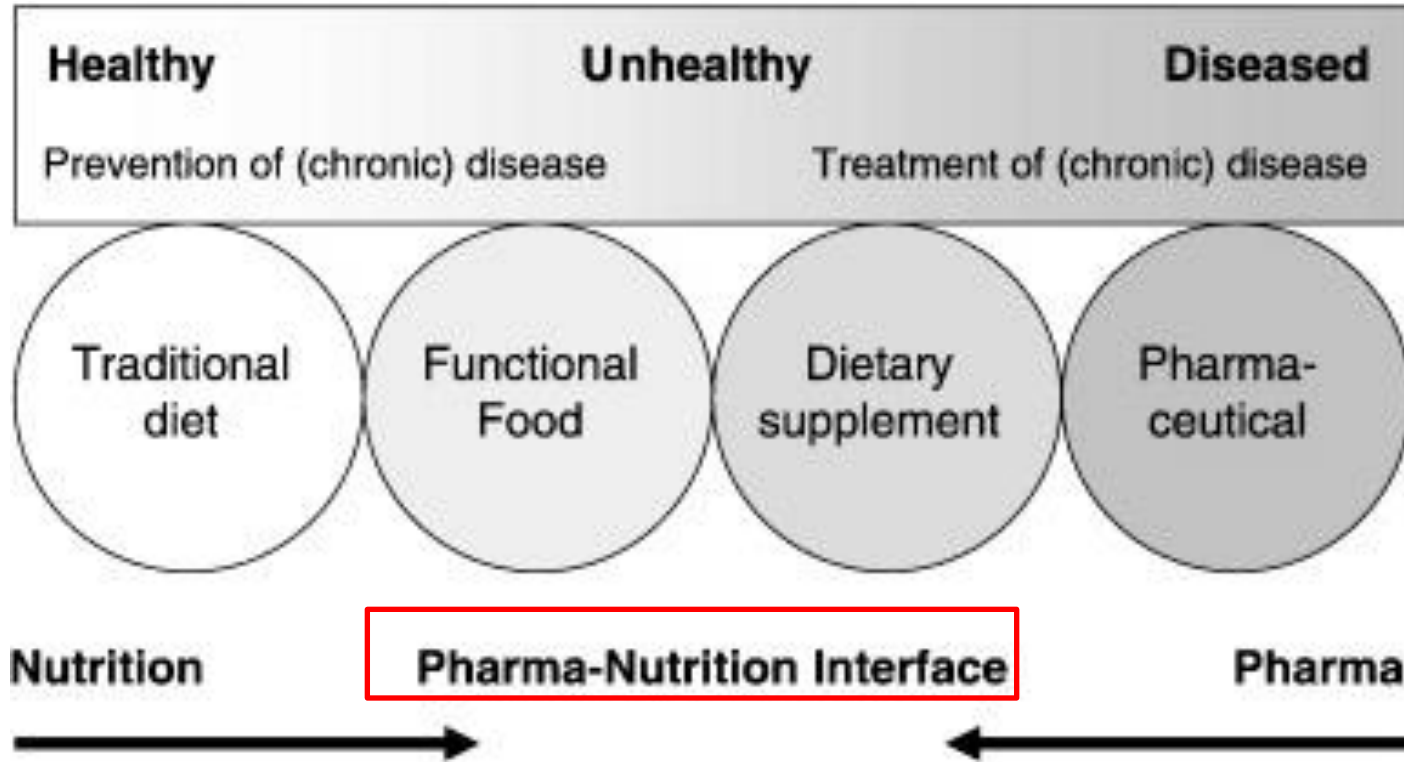 Healthy Unhealthy Diseased
Prevention of (chronic) disease Treatment of (chronic) disease
Traditional
diet
Functional
Food
Dietary
supplement
Pharma-
ceutical
Nutrition Pharma-Nutrition Interface Pharma